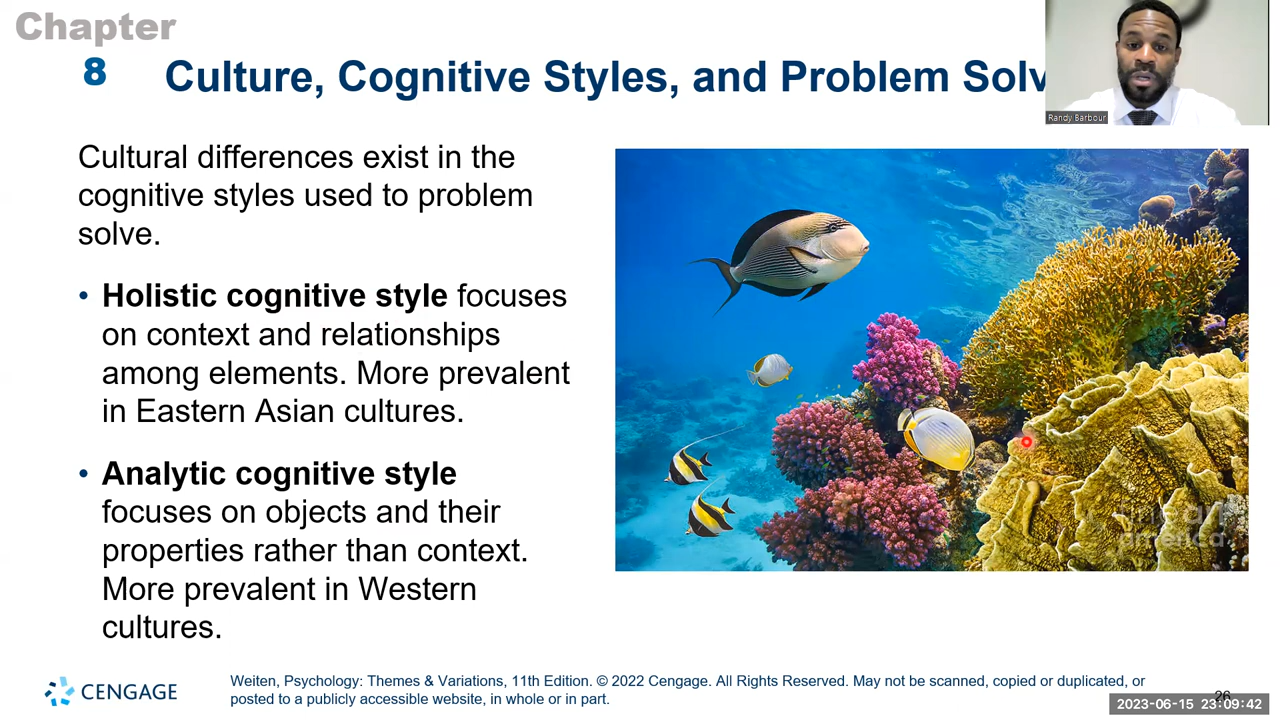 Chapter
8
Culture, Cognitive Styles, and Problem Solv
Randy Barbour
Cultural differences exist in the
cognitive styles used to problem
solve.
• Holistic cognitive style focuses
on context and relationships
among elements. More prevalent
in Eastern Asian cultures.
• Analytic cognitive style
focuses on objects and their
properties rather than context.
More prevalent in Western
cultures.
america
CENGAGE
Weiten, Psychology: Themes & Variations, 11th Edition. © 2022 Cengage. All Rights Reserved. May not be scanned, copied or duplicated, or
posted to a publicly accessible website, in whole or in part.
26
2023-06-15 23:09:42